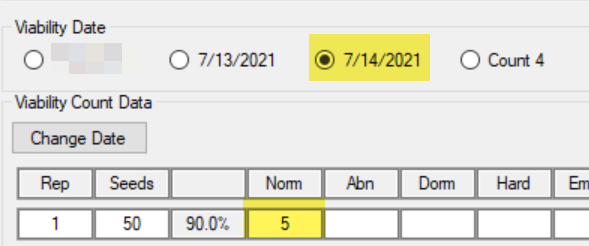 Viability Date
7/13/2021 7/14/2021 Count 4
Viability Count Data
Change Date
Rep Seeds Norm Abn Dorm Hard Em
1 50 90.0% 5